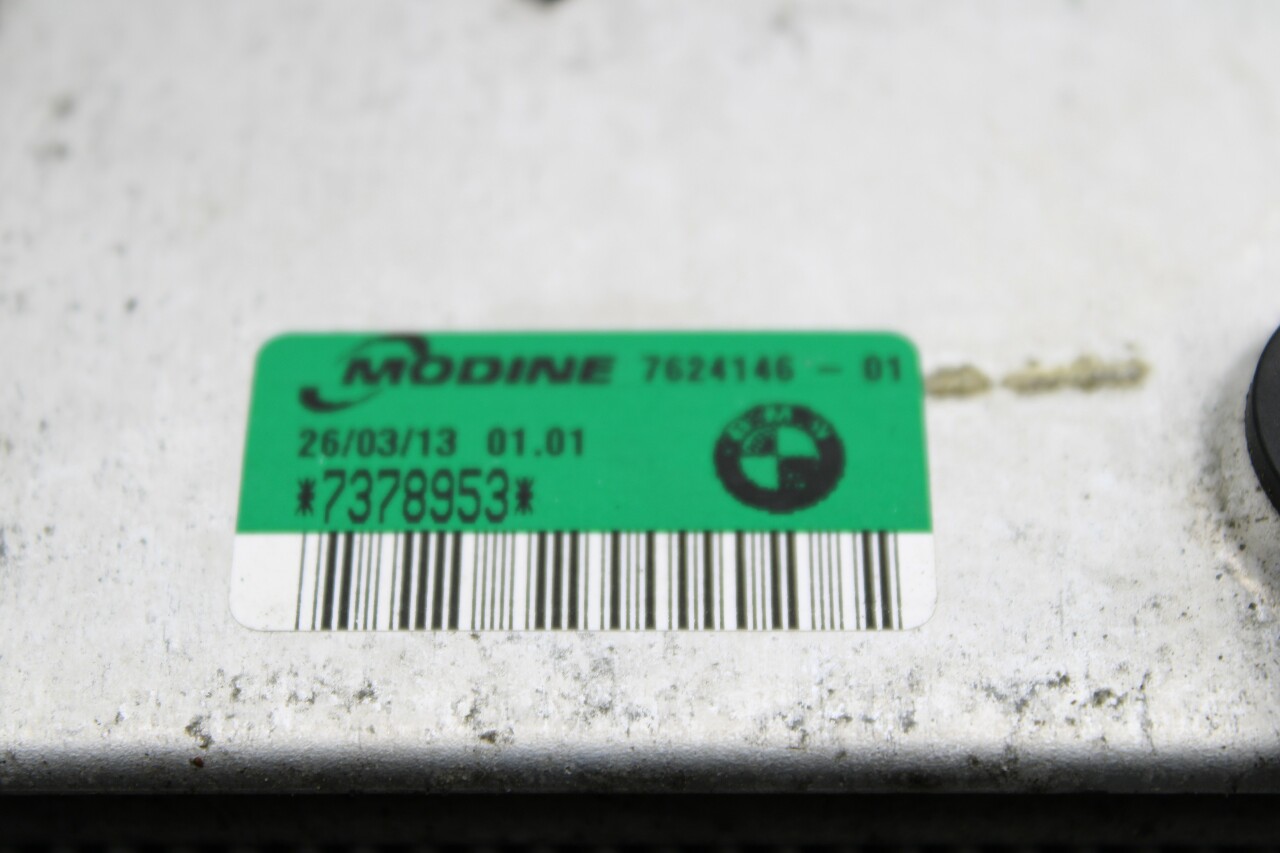 MODINE 7624146 - 01
26/03/13 01.01
*7378953*
BMW